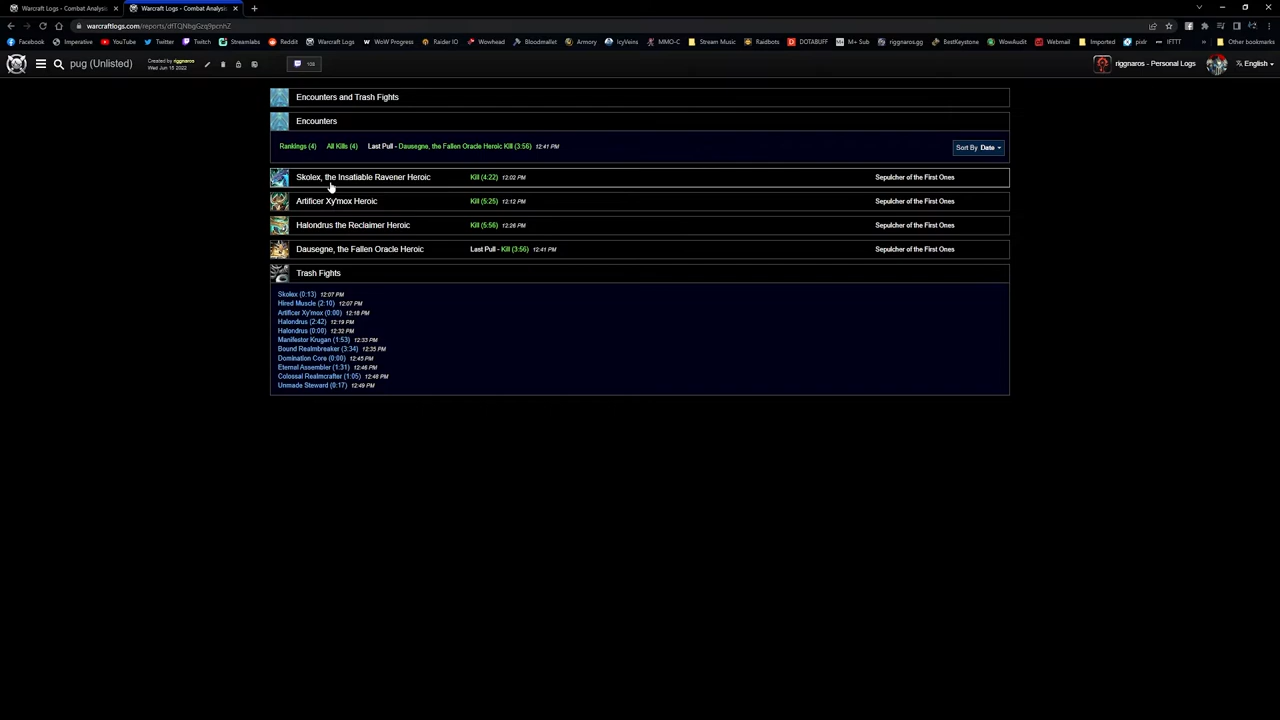 Warcraft Logs - Combat Analysis
Warcraft Logs - Combat Analysis
warcraftlogs.com/reports/dfTQNbgGzq9pcnhZ
Facebook Imperative YouTube Twitter Twitch Streamlabs Reddit Warcraft Logs WoW Progress Raider IO Wowhead Bloodmallet Armory IcyVeins MMO-C Stream Music Raidbots DOTABUFF M+ Sub riggnaros.gg BestKeystone WowAudit Webmail Imported pidr IFTTT » Other bookmarks
pug (Unlisted) Created by riggnaros
Wed Jun 15 2022
108
riggnaros - Personal Logs English
Encounters and Trash Fights
Encounters
Rankings (4) All Kills (4) Last Pull - Dausegne, the Fallen Oracle Heroic Kill (3:56) 12:41 PM Sort By Date
Skolex, the Insatiable Ravener Heroic Kill (4:22) 12:02 PM Sepulcher of the First Ones
Artificer Xy'mox Heroic Kill (5:25) 12:12 PM Sepulcher of the First Ones
Halondrus the Reclaimer Heroic Kill (5:56) 12:26 PM Sepulcher of the First Ones
Dausegne, the Fallen Oracle Heroic Last Pull - Kill (3:56) 12:41 PM Sepulcher of the First Ones
Trash Fights
Skolex (0:13) 12:07 PM
Hired Muscle (2:10) 12:07 PM
Artificer Xy'mox (0:00) 12:18 PM
Halondrus (2:42) 12:19 PM
Halondrus (0:00) 12:32 PM
Manifestor Krugan (1:53) 12:33 PM
Bound Realmbreaker (3:34) 12:35 PM
Domination Core (0:00) 12:45 PM
Eternal Assembler (1:31) 12:46 PM
Colossal Realmcrafter (1:05) 12:48 PM
Unmade Steward (0:17) 12:49 PM